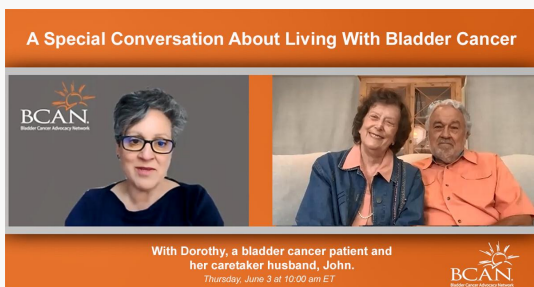 A Special Conversation About Living With Bladder Cancer
BCAN
Bladder Cancer Advocacy Network
With Dorothy, a bladder cancer patient and
her caretaker husband, John.
Thursday, June 3 at 10:00 am ET
BCAN
Bladder Cancer Advocacy Network